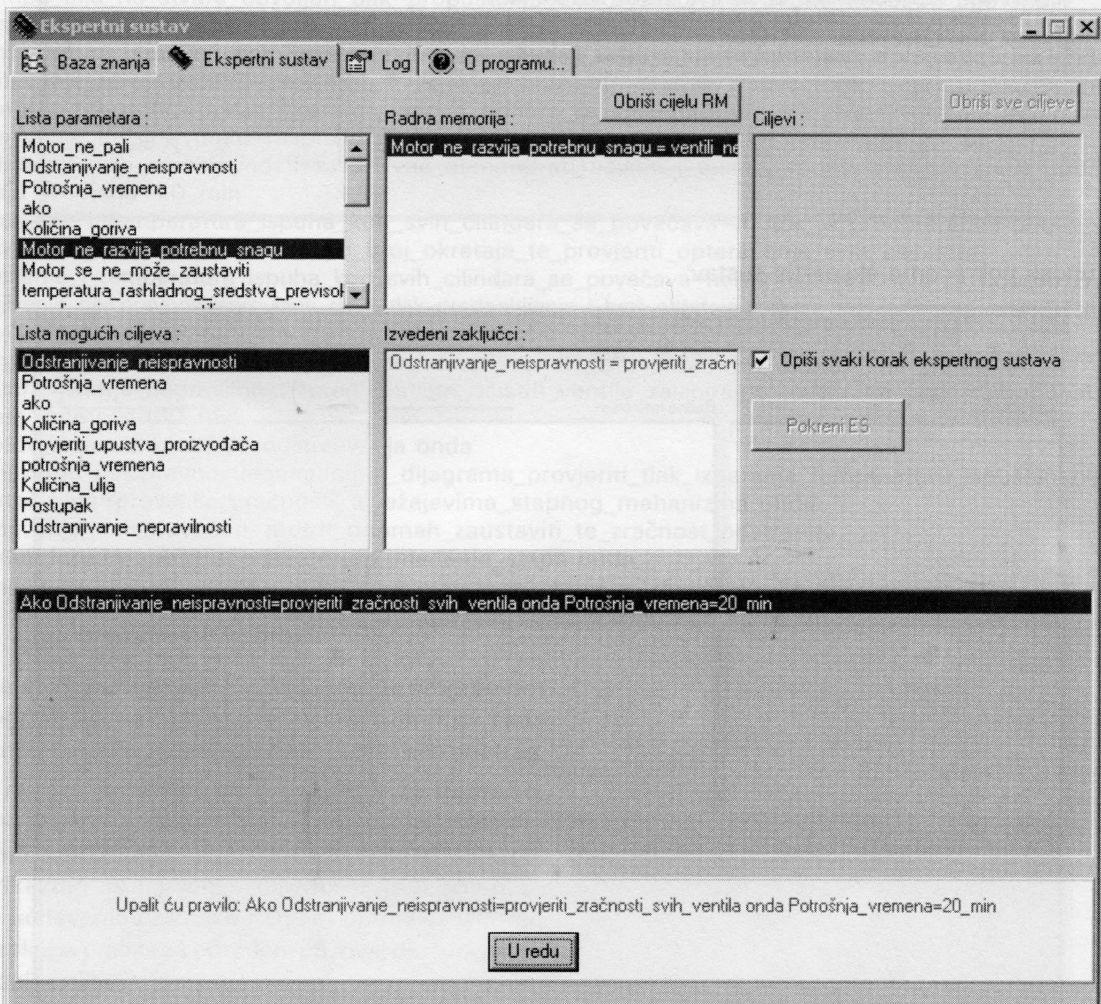 Ekspertni sustav
Baza znanja
Ekspertni sustav
Log
O programu...
Obriši cijelu RM
Obriši sve ciljeve
Lista parametara :
Radna memorija :
Ciljevi :
Motor_ne_pali
Odstranjivanje_neispravnosti
Potrošnja_vremena
ako
Količina_goriva
Motor_ne_razvija_potrebnu_snagu
Motor_se_ne_može_zaustaviti
temperatura_rashladnog_sredstva_previsok
Motor_ne_razvija_potrebnu_snagu = ventili_ne
Lista mogućih ciljeva :
Izvedeni zaključci :
Odstranjivanje_neispravnosti
Potrošnja_vremena
ako
Količina_goriva
Provjeriti_upustva_proizvođača
potrošnja_vremena
Količina_ulja
Postupak
Odstranjivanje_nepravilnosti
Odstranjivanje_neispravnosti = provjeriti_zračn
Opiši svaki korak ekspertnog sustava
Pokreni ES
Ako Odstranjivanje_neispravnosti=provjeriti_zračnosti_svih_ventila onda Potrošnja_vremena=20_min
Upalit ću pravilo: Ako Odstranjivanje_neispravnosti=provjeriti_zračnosti_svih_ventila onda Potrošnja_vremena=20_min
U redu